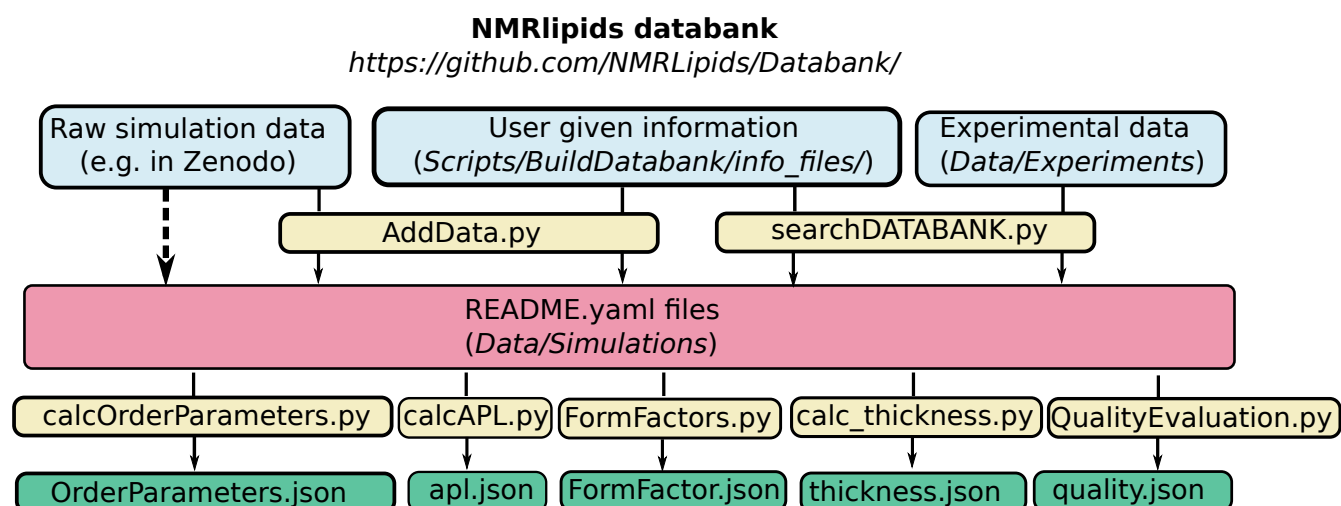 NMRlipids databank
https://github.com/NMRLipids/Databank/
Raw simulation data
(e.g. in Zenodo)
User given information
(Scripts/BuildDatabank/info_files/)
Experimental data
(Data/Experiments)
AddData.py
searchDATABANK.py
README.yaml files
(Data/Simulations)
calcOrderParameters.py
calcAPL.py
FormFactors.py
calc_thickness.py
QualityEvaluation.py
OrderParameters.json
apl.json
FormFactor.json
thickness.json
quality.json